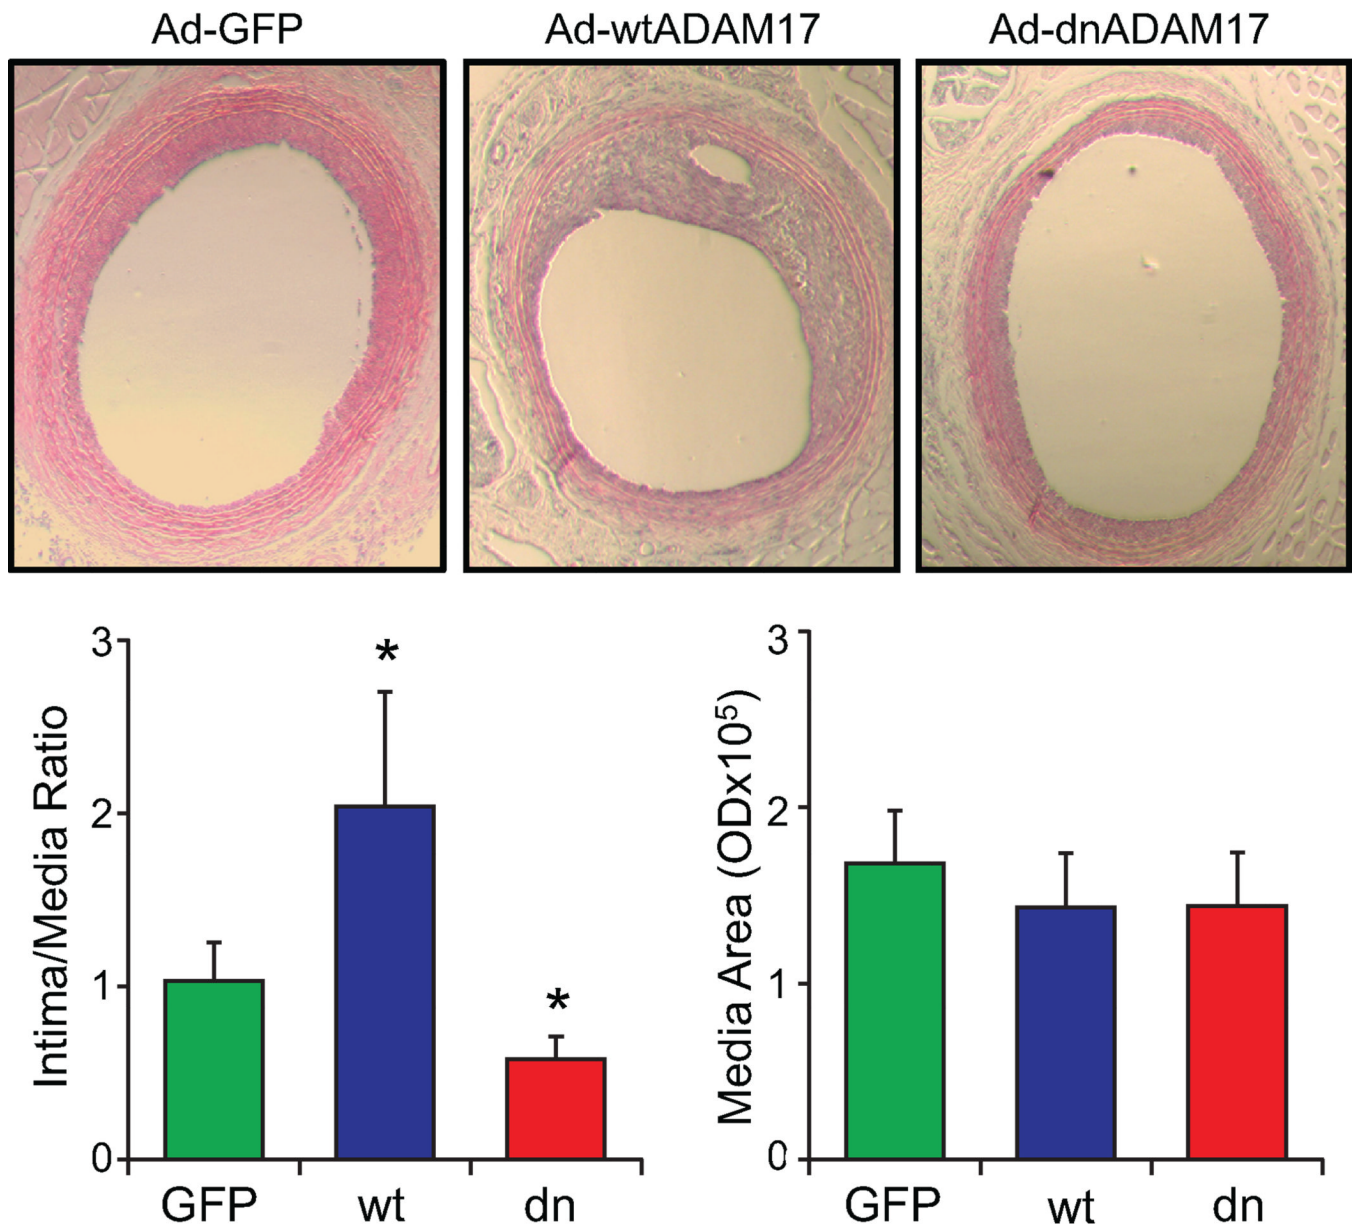 Ad-GFP Ad-wtADAM17 Ad-dnADAM17
Intima/Media Ratio
3
2
1
0
*
*
GFP wt dn
Media Area (ODx10⁵)
3
2
1
0
GFP wt dn